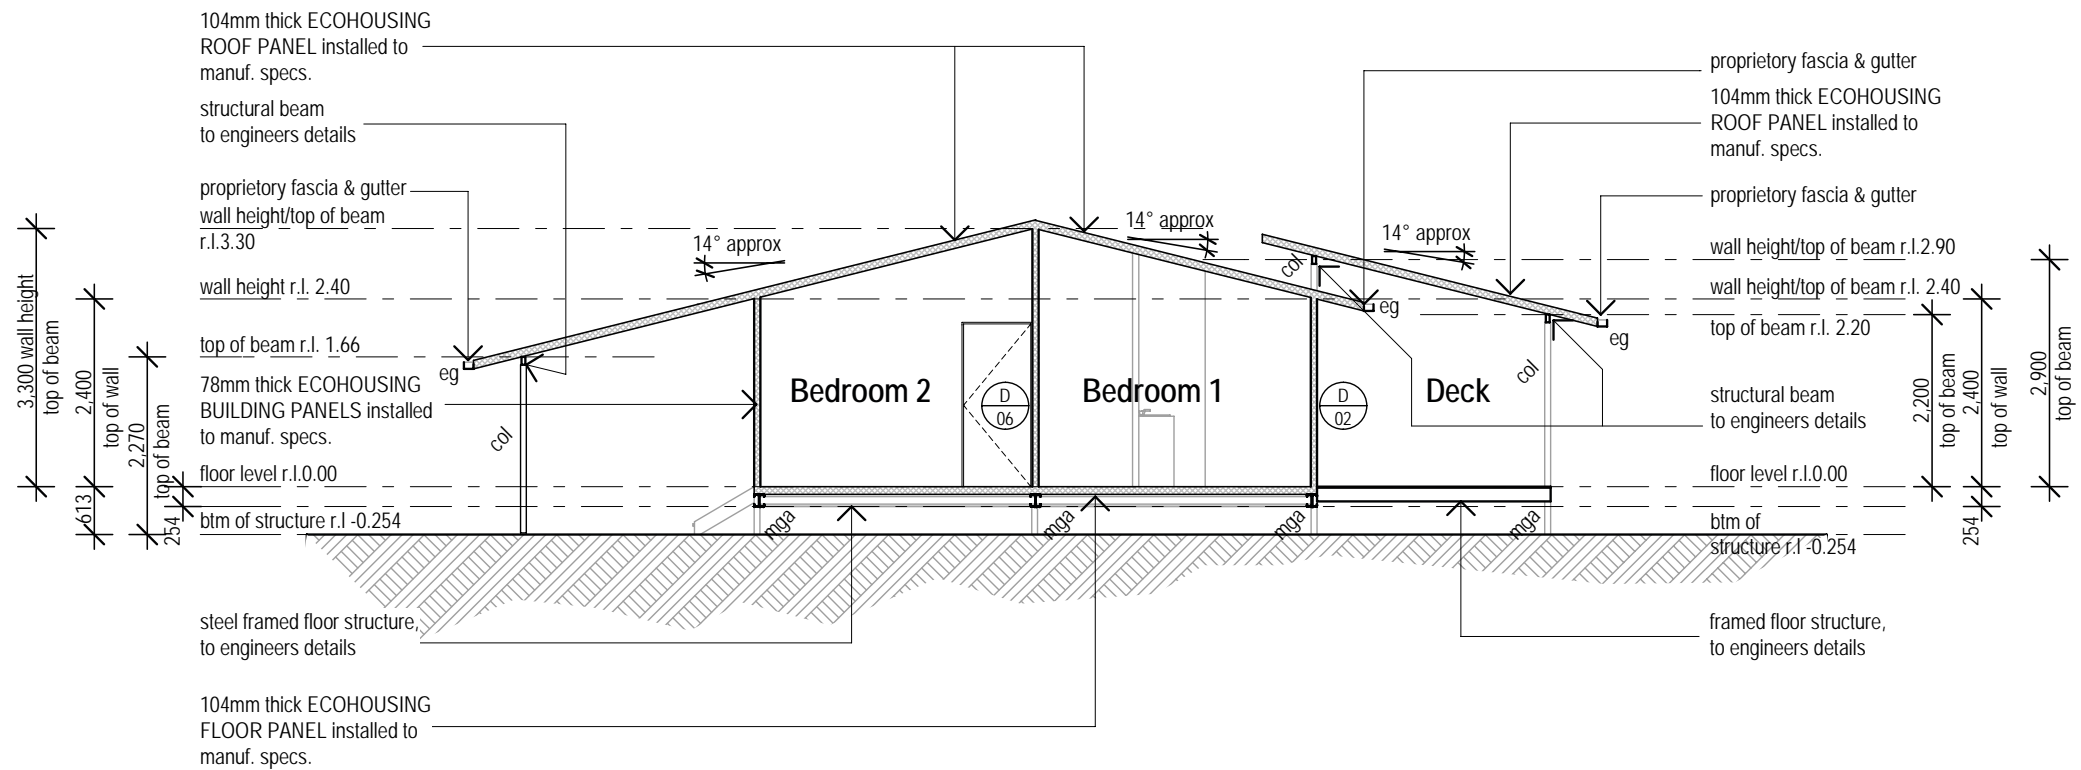 104mm thick ECOHOUSING
ROOF PANEL installed to
manuf. specs.
structural beam
to engineers details
proprietory fascia & gutter
wall height/top of beam
r.l.3.30
wall height r.l. 2.40
top of beam r.l. 1.66
78mm thick ECOHOUSING
BUILDING PANELS installed
to manuf. specs.
floor level r.l.0.00
btm of structure r.l -0.254
steel framed floor structure,
to engineers details
104mm thick ECOHOUSING
FLOOR PANEL installed to
manuf. specs.
3,300 wall height
top of beam
2,400
top of wall
613
2,270
top of beam
254
14° approx
14° approx
14° approx
eg
col
Bedroom 2
D
06
Bedroom 1
D
02
Deck
col
eg
col
eg
mga
mga
mga
mga
proprietory fascia & gutter
104mm thick ECOHOUSING
ROOF PANEL installed to
manuf. specs.
proprietory fascia & gutter
wall height/top of beam r.l.2.90
wall height/top of beam r.l. 2.40
top of beam r.l. 2.20
structural beam
to engineers details
floor level r.l.0.00
btm of
structure r.l -0.254
framed floor structure,
to engineers details
2,200
top of beam
2,400
top of wall
254
2,900
top of beam